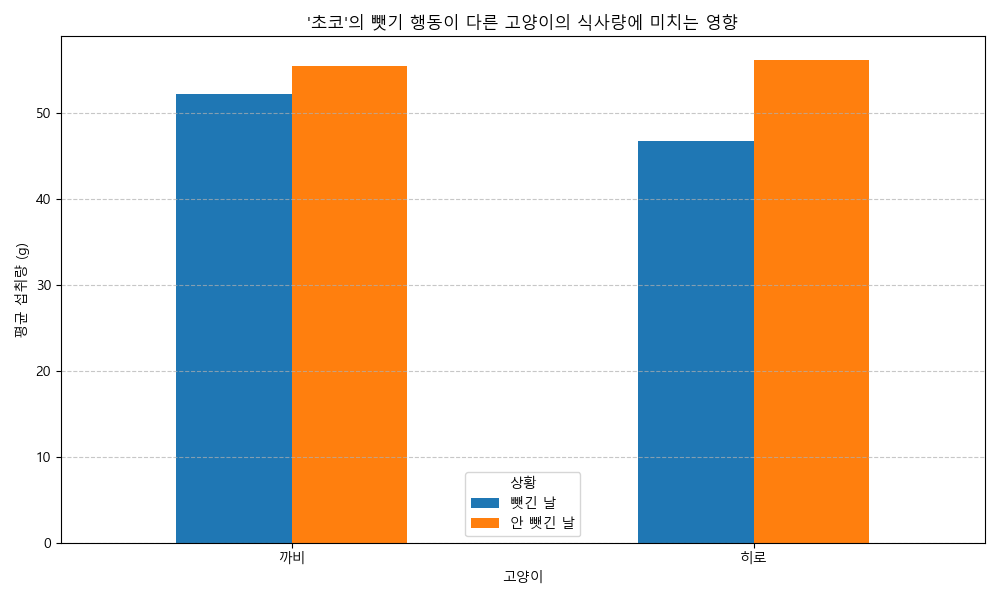 '초코'의 뺏기 행동이 다른 고양이의 식사량에 미치는 영향
평균 섭취량 (g)
50
40
30
20
10
0
상황
뺏긴 날
안 뺏긴 날
까비
히로
고양이